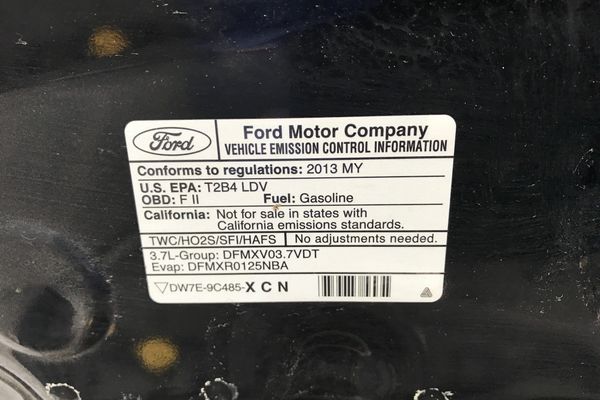 Ford
Ford Motor Company
VEHICLE EMISSION CONTROL INFORMATION
Conforms to regulations: 2013 MY
U.S. EPA: T2B4 LDV
OBD: F II Fuel: Gasoline
California: Not for sale in states with
California emissions standards.
TWC/HO2S/SFI/HAFS No adjustments needed.
3.7L-Group: DFMXV03.7VDT
Evap: DFMXR0125NBA
▽DW7E-9C485-X C N